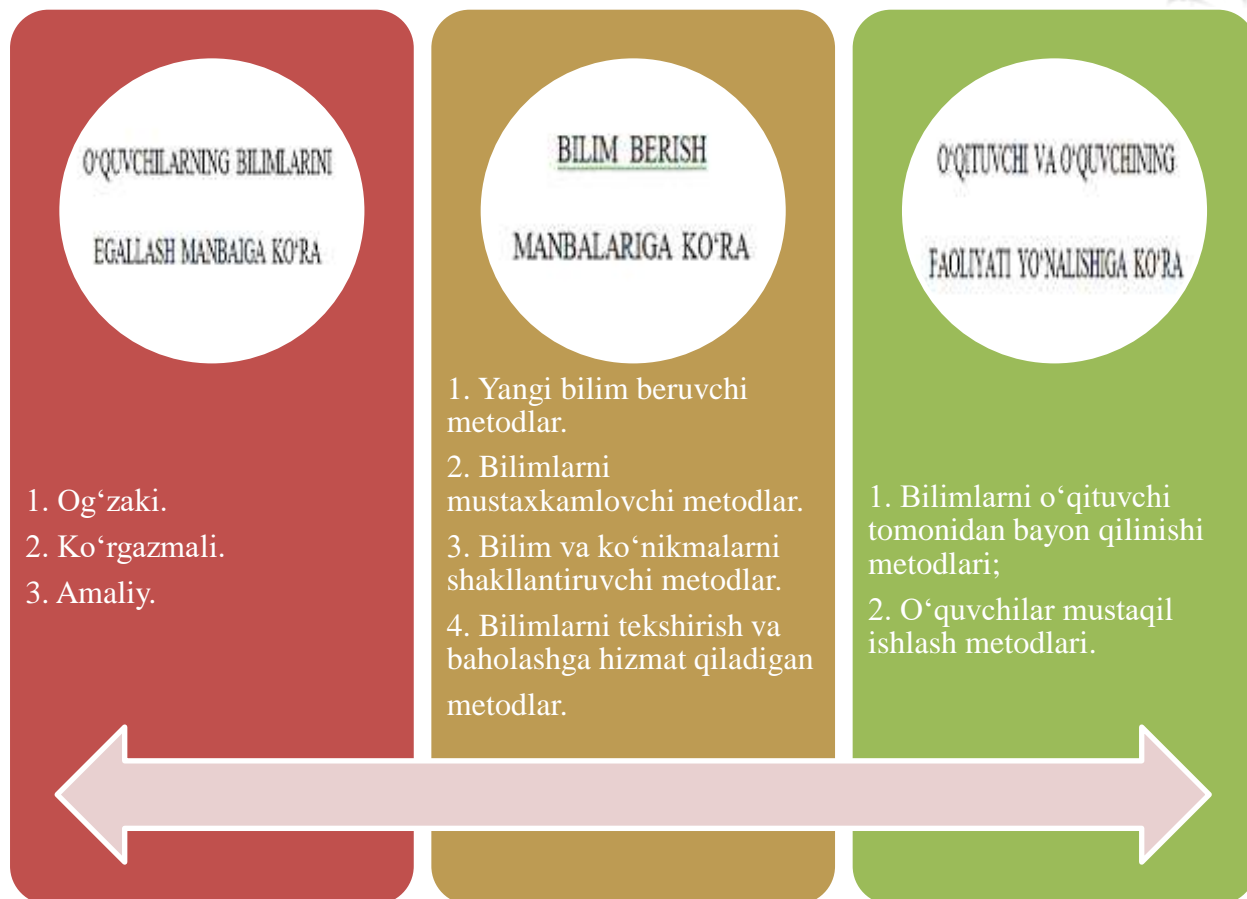 O‘QUVCHILARNING BILIMLARINI
EGALLASH MANBAIGA KO‘RA
1. Og‘zaki.
2. Ko‘rgazmali.
3. Amaliy.
BILIM BERISH
MANBALARIGA KO‘RA
1. Yangi bilim beruvchi
metodlar.
2. Bilimlarni
mustaxkamlovchi metodlar.
3. Bilim va ko‘nikmalarni
shakllantiruvchi metodlar.
4. Bilimlarni tekshirish va
baholashga hizmat qiladigan
metodlar.
O‘QITUVCHI VA O‘QUVCHINING
FAOLIYATI YO‘NALISHIGA KO‘RA
1. Bilimlarni o‘qituvchi
tomonidan bayon qilinishi
metodlari;
2. O‘quvchilar mustaqil
ishlash metodlari.